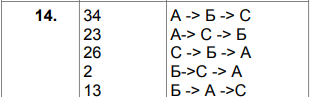 14. 34 А -> Б -> С
23 А-> С -> Б
26 С -> Б -> А
2 Б->С -> А
13 Б -> А ->С